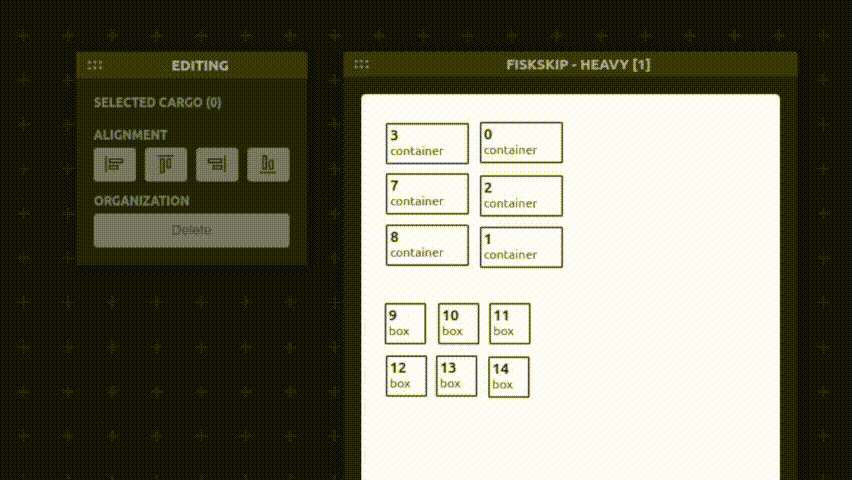 EDITING
SELECTED CARGO (0)
ALIGNMENT
ORGANIZATION
Delete
FISKSKIP - HEAVY [1]
3
container
0
container
7
container
2
container
8
container
1
container
9
box
10
box
11
box
12
box
13
box
14
box